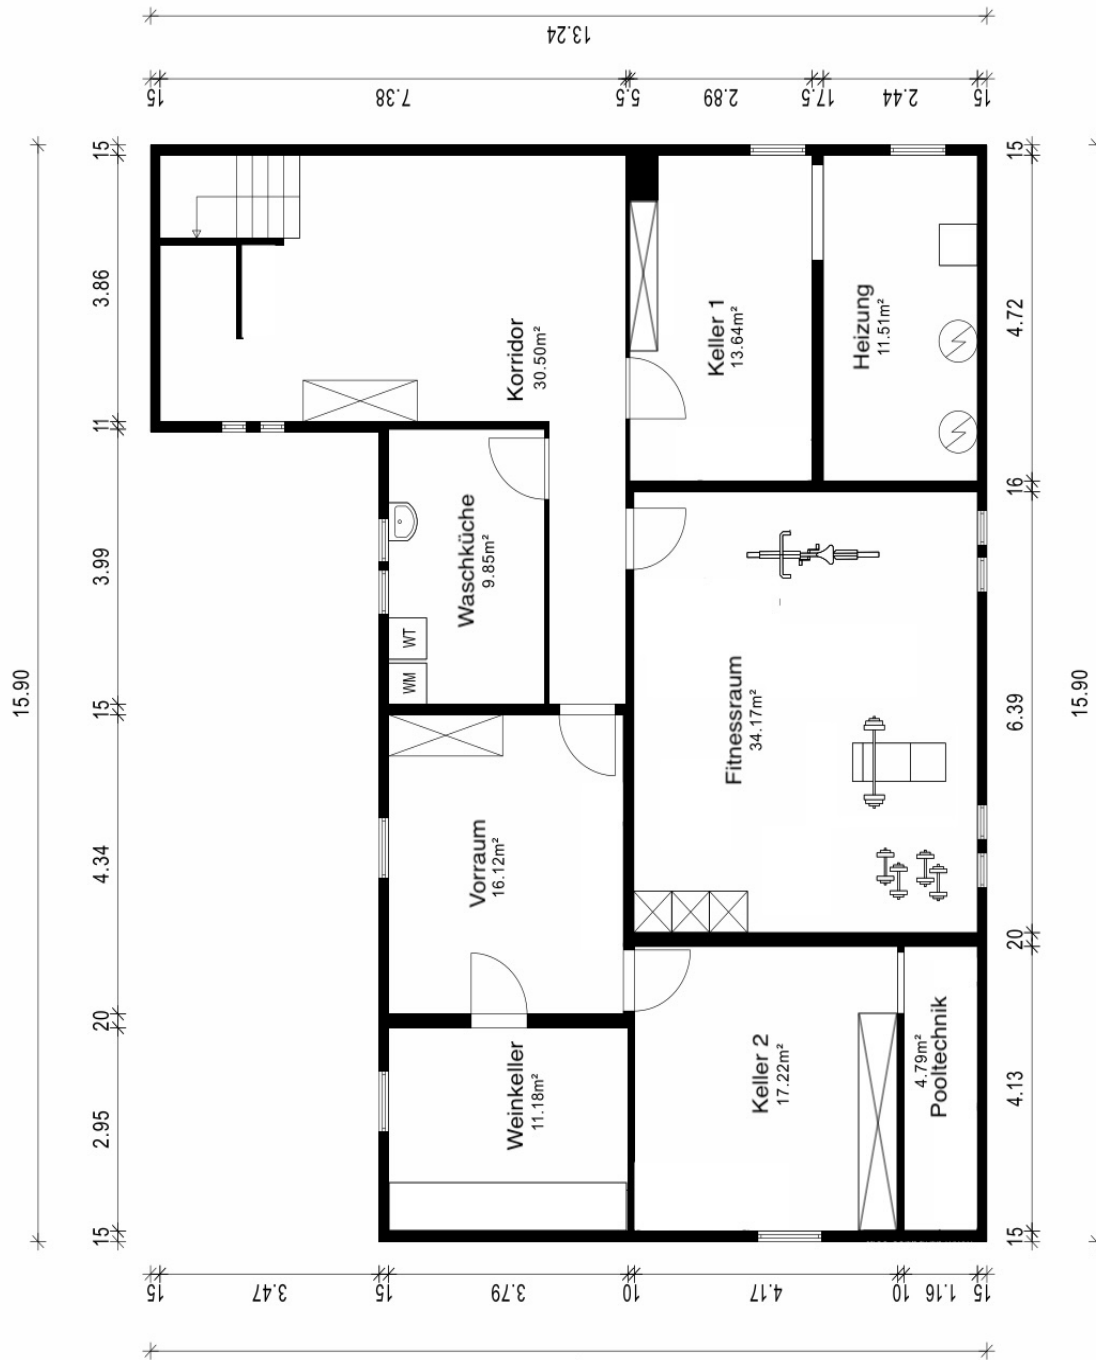 13.24
15
7.38
5.5
2.89
17.5
2.44
15
15
3.86
11
3.99
15
4.34
20
2.95
15
15.90
15
4.72
16
6.39
20
4.13
15
15.90
Korridor
30.50m²
Keller 1
13.64m²
Heizung
11.51m²
Waschküche
9.85m²
WT
WM
Fitnessraum
34.17m²
Vorraum
16.12m²
Weinkeller
11.18m²
Keller 2
17.22m²
4.79m²
Pooltechnik
15
3.47
15
3.79
10
4.17
10
1.16
15